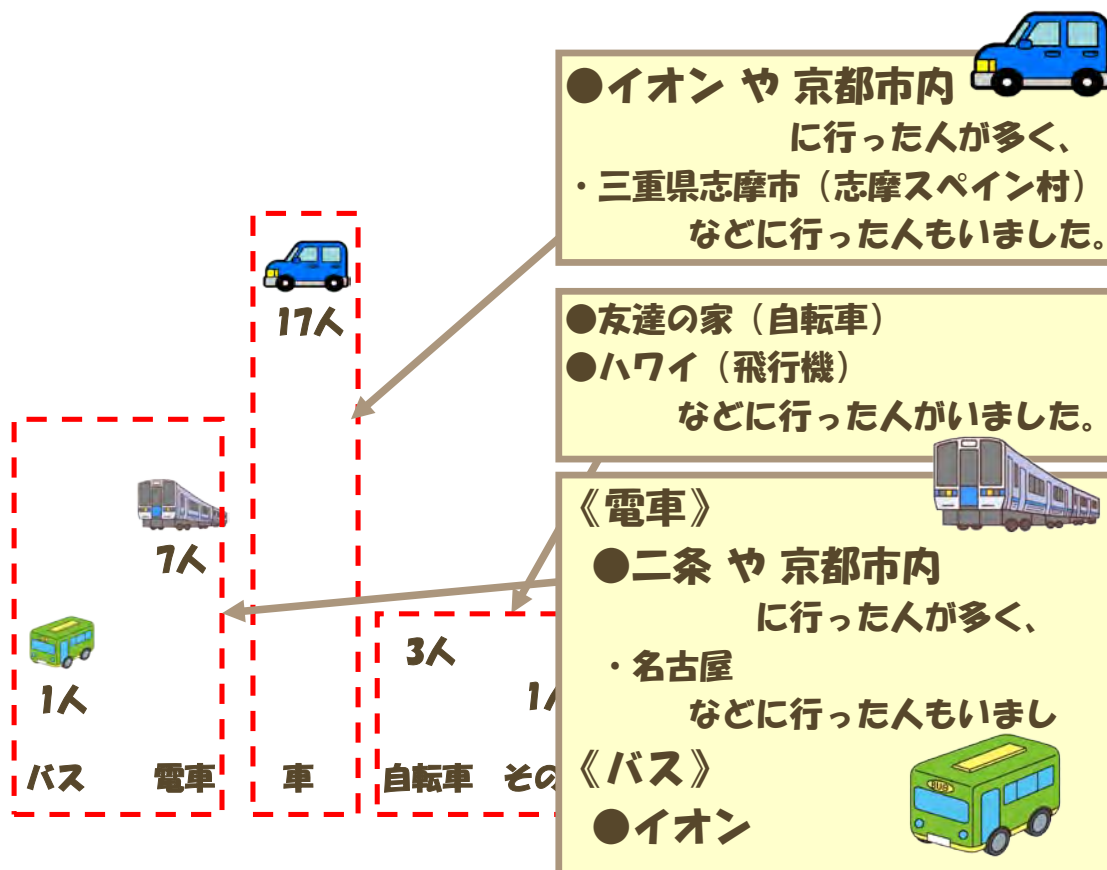 ●イオン や 京都市内
に行った人が多く、
・三重県志摩市（志摩スペイン村）
などに行った人もいました。
17人
●友達の家（自転車）
●ハワイ（飛行機）
などに行った人がいました。
7人
1人
3人
バス 電車 車 自転車
《電車》
●二条 や 京都市内
に行った人が多く、
・名古屋
などに行った人もいまし
《バス》
●イオン
BUS